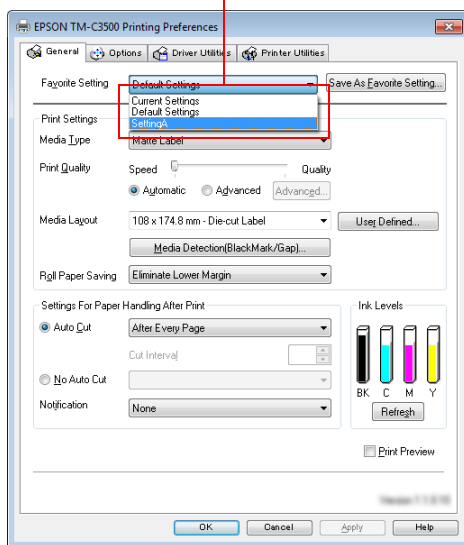 EPSON TM-C3500 Printing Preferences
General Options Driver Utilities Printer Utilities
Favorite Setting Default Settings Save As Favorite Setting...
Current Settings
Default Settings
SettingA
Print Settings
Media Type Matte Label
Print Quality Speed Quality
Automatic Advanced Advanced...
Media Layout 108 x 174.8 mm - Die-cut Label User Defined...
Media Detection(BlackMark/Gap)...
Roll Paper Saving Eliminate Lower Margin
Settings For Paper Handling After Print Ink Levels
Auto Cut After Every Page
Cut Interval
No Auto Cut
BK C M Y
Notification None Refresh
Print Preview
OK Cancel Apply Help